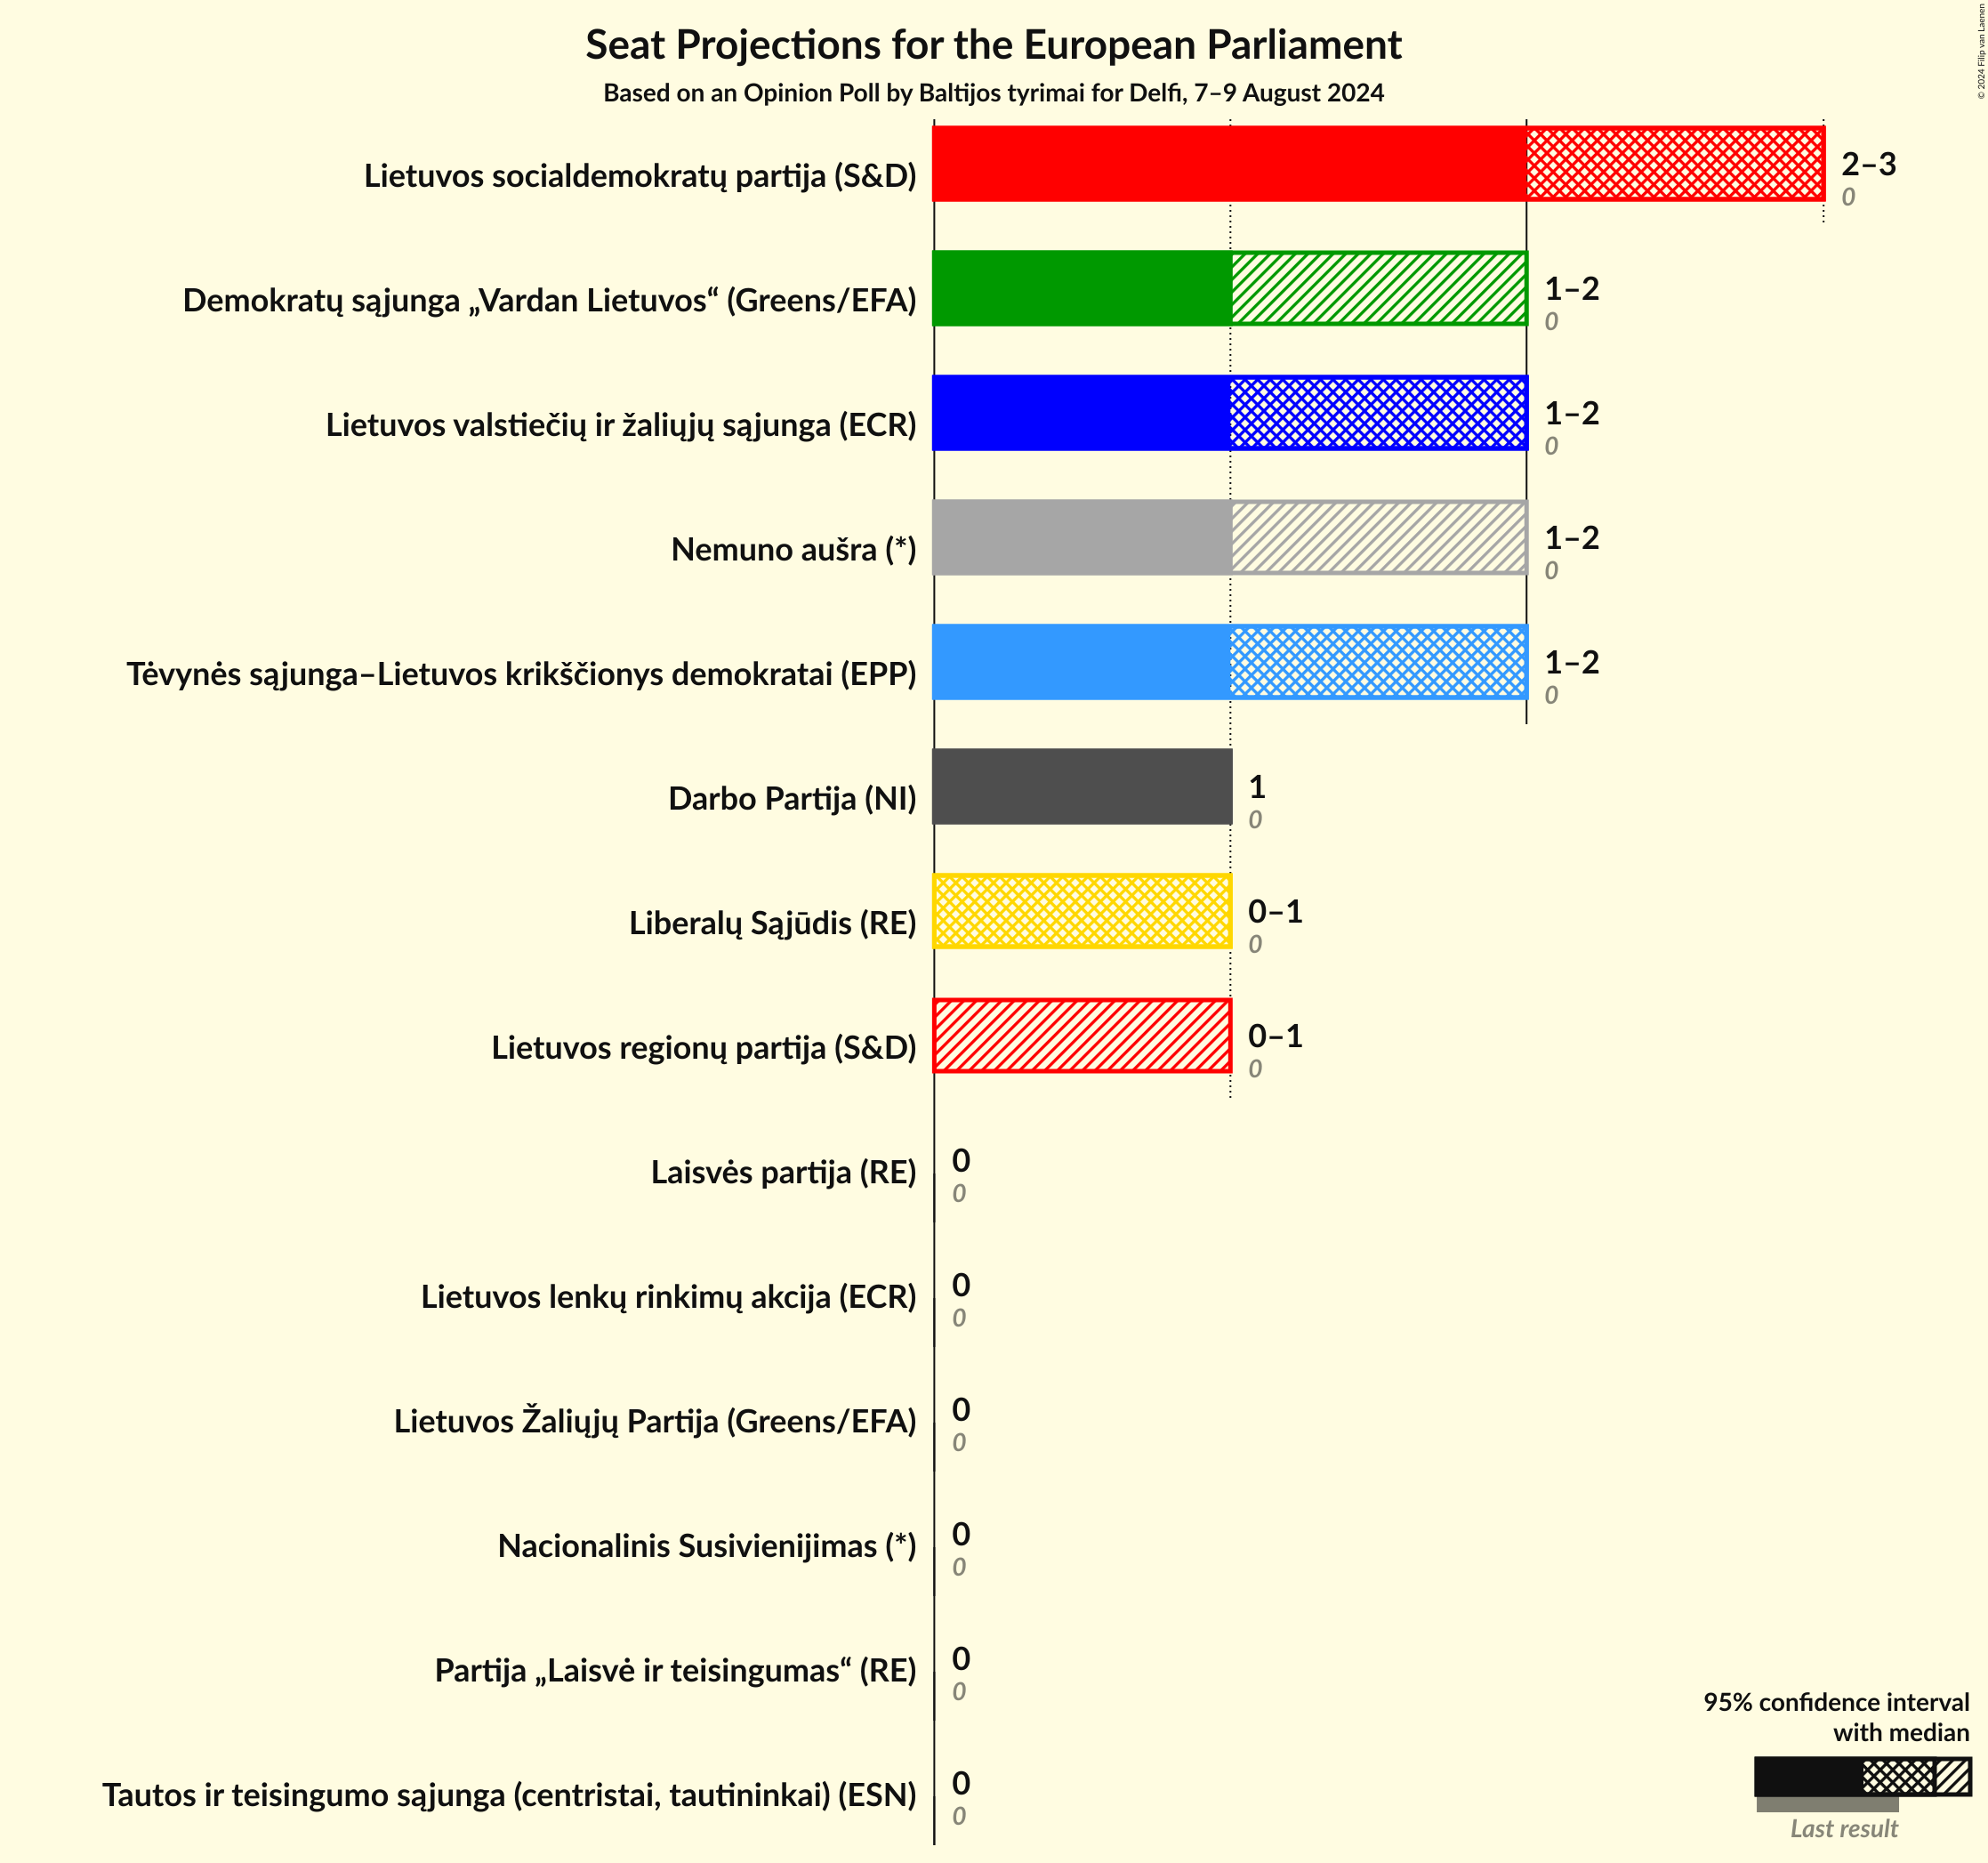 Seat Projections for the European Parliament
Based on an Opinion Poll by Baltijos tyrimai for Delfi, 7–9 August 2024
© 2024 Filip van Laenen
Lietuvos socialdemokratų partija (S&D)
2–3
0
Demokratų sąjunga „Vardan Lietuvos“ (Greens/EFA)
1–2
0
Lietuvos valstiečių ir žaliųjų sąjunga (ECR)
1–2
0
Nemuno aušra (*)
1–2
0
Tėvynės sąjunga–Lietuvos krikščionys demokratai (EPP)
1–2
0
Darbo Partija (NI)
1
0
Liberalų Sąjūdis (RE)
0–1
0
Lietuvos regionų partija (S&D)
0–1
0
Laisvės partija (RE)
0
0
Lietuvos lenkų rinkimų akcija (ECR)
0
0
Lietuvos Žaliųjų Partija (Greens/EFA)
0
0
Nacionalinis Susivienijimas (*)
0
0
Partija „Laisvė ir teisingumas“ (RE)
0
0
Tautos ir teisingumo sąjunga (centristai, tautininkai) (ESN)
0
0
95% confidence interval
with median
Last result